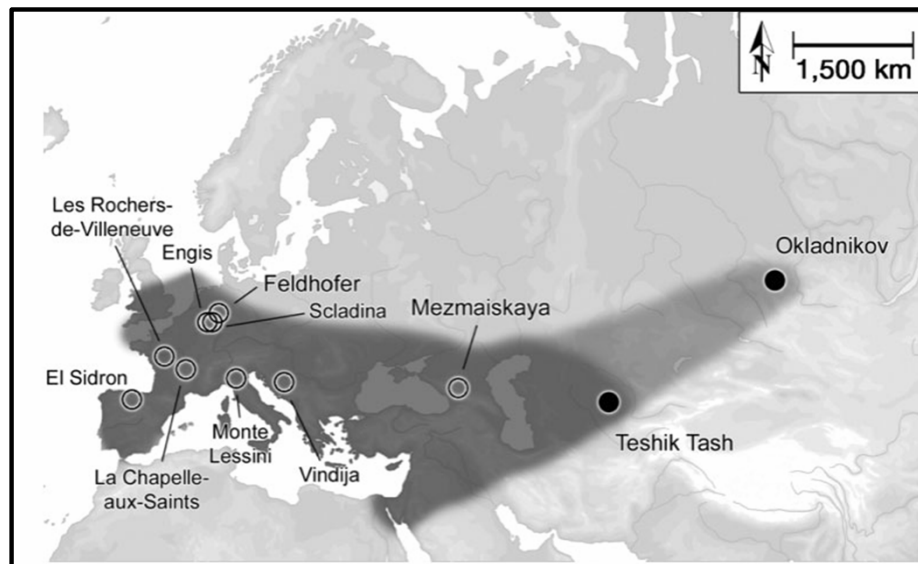 N
1,500 km
Les Rochers-
de-Villeneuve
Engis
Feldhofer
Scladina
Okladnikov
Mezmaiskaya
El Sidron
Monte
Lessini
Teshik Tash
La Chapelle-
aux-Saints
Vindija